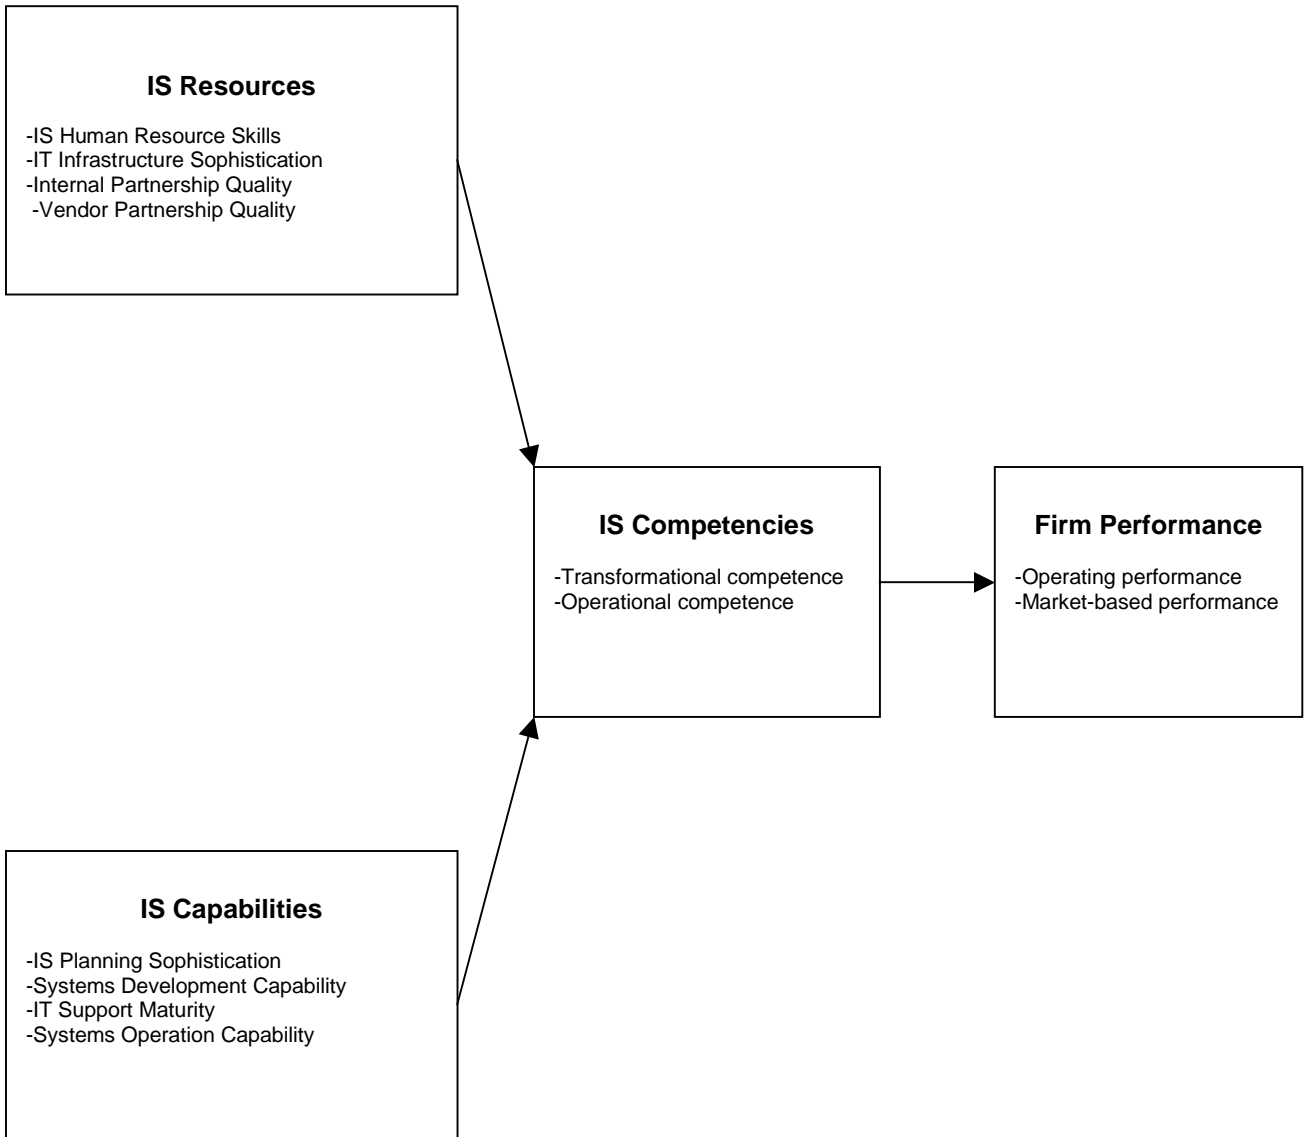 IS Resources
-IS Human Resource Skills
-IT Infrastructure Sophistication
-Internal Partnership Quality
-Vendor Partnership Quality
IS Competencies
-Transformational competence
-Operational competence
Firm Performance
-Operating performance
-Market-based performance
IS Capabilities
-IS Planning Sophistication
-Systems Development Capability
-IT Support Maturity
-Systems Operation Capability